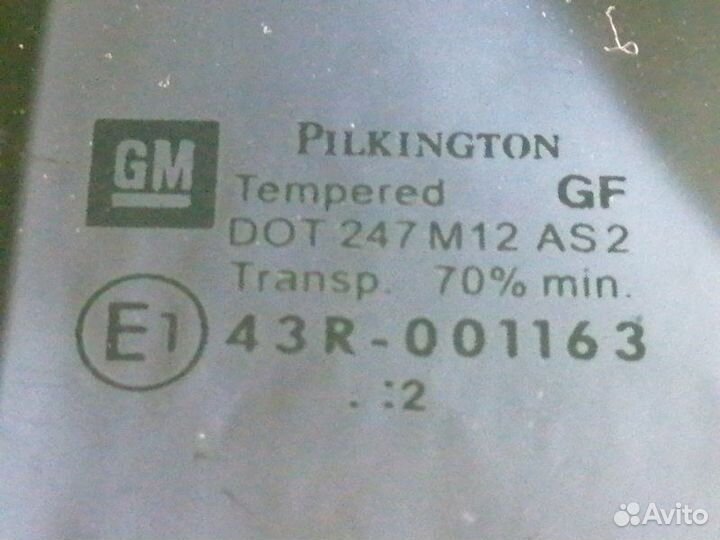 GM
PILKINGTON
Tempered GF
DOT 247 M12 AS2
Transp. 70% min.
E1 43R-001163
. :2
Avito